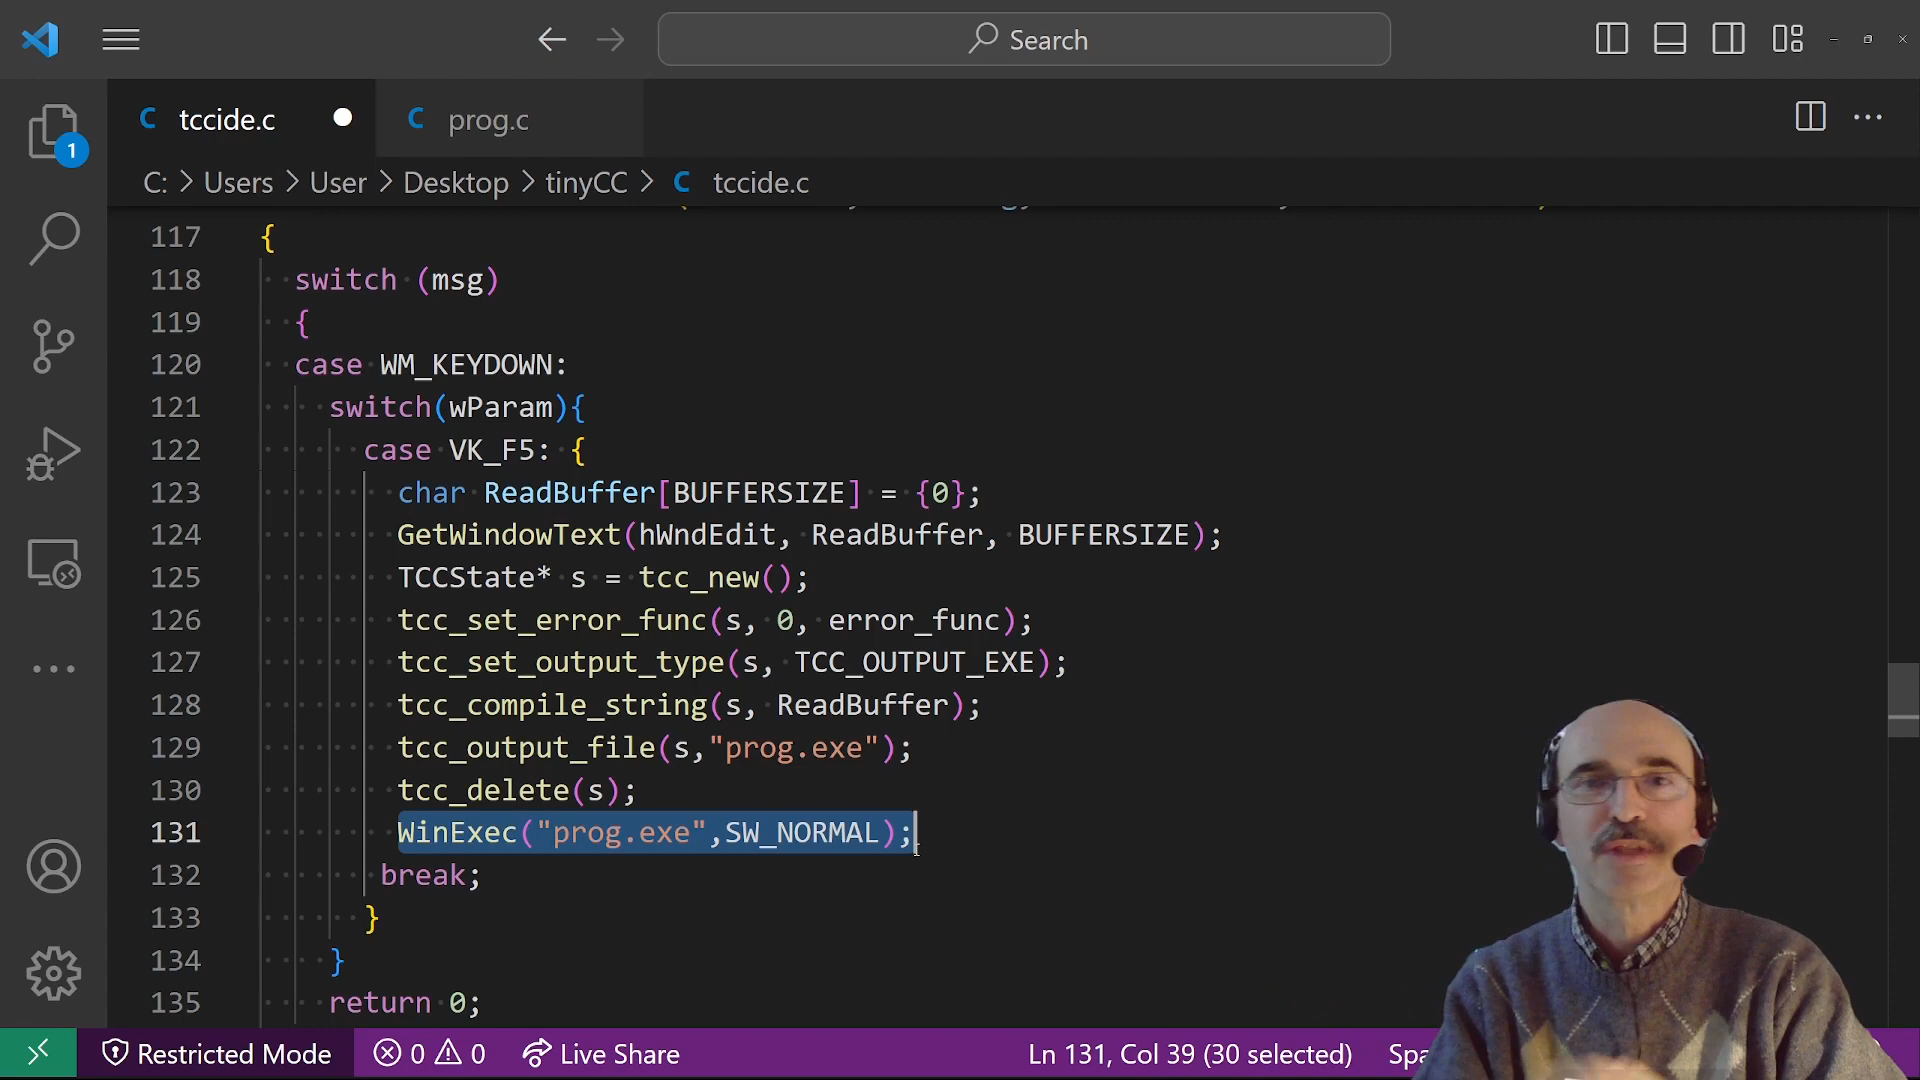 Search
tccide.c
prog.c
C: > Users > User > Desktop > tinyCC > C tccide.c
117 {
118 switch (msg)
119 {
120 case WM_KEYDOWN:
121 switch(wParam){
122 case VK_F5: {
123 char ReadBuffer[BUFFERSIZE] = {0};
124 GetWindowText(hWndEdit, ReadBuffer, BUFFERSIZE);
125 TCCState* s = tcc_new();
126 tcc_set_error_func(s, 0, error_func);
127 tcc_set_output_type(s, TCC_OUTPUT_EXE);
128 tcc_compile_string(s, ReadBuffer);
129 tcc_output_file(s,"prog.exe");
130 tcc_delete(s);
131 WinExec("prog.exe",SW_NORMAL);
132 break;
133 }
134 }
135 return 0;
1
Restricted Mode 0 0 Live Share Ln 131, Col 39 (30 selected)